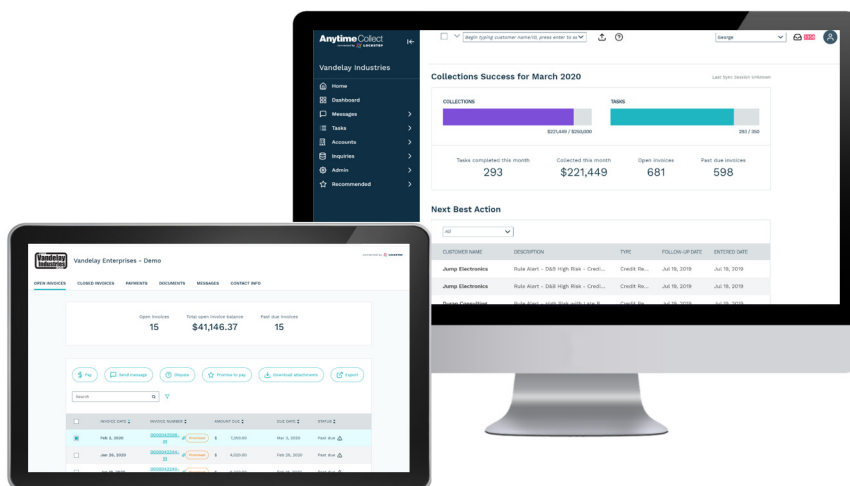 AnytimeCollect
Begin typing customer name/ID, press enter to se
George
Vandelay Industries
Home
Dashboard
Messages
Tasks
Accounts
Inquiries
Admin
Recommended
Collections Success for March 2020
Last Sync Session Unknown
COLLECTIONS
TASKS
$221,449 / $250,000
293 / 350
Tasks completed this month
Collected this month
Open invoices
Past due invoices
293
$221,449
681
598
Next Best Action
All
CUSTOMER NAME DESCRIPTION TYPE FOLLOW-UP DATE ENTERED DATE
Jump Electronics Rule Alert - D&B High Risk - Credi... Credit Re... Jul 19, 2019 Jul 19, 2019
Jump Electronics Rule Alert - D&B High Risk - Credi... Credit Re... Jul 19, 2019 Jul 19, 2019
Vandelay
Industries
Vandelay Enterprises - Demo
OPEN INVOICES CLOSED INVOICES PAYMENTS DOCUMENTS MESSAGES CONTACT INFO
Open invoices
Total open invoice balance
Past due invoices
15
$41,146.37
15
Pay
Send message
Dispute
Promise to pay
Download attachments
Export
Search
INVOICE DATE INVOICE NUMBER AMOUNT DUE DUE DATE STATUS
Feb 3, 2020 Promised $ Mar 3, 2020 Past due
Jan 26, 2020 Promised $ Feb 25, 2020 Past due